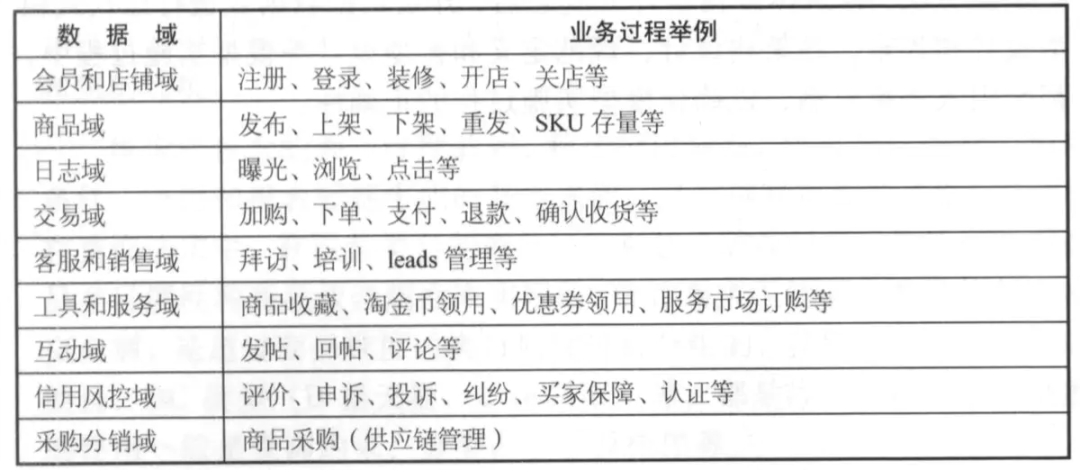 数据域 业务过程举例
会员和店铺域 注册、登录、装修、开店、关店等
商品域 发布、上架、下架、重发、SKU 存量等
日志域 曝光、浏览、点击等
交易域 加购、下单、支付、退款、确认收货等
客服和销售域 拜访、培训、leads 管理等
工具和服务域 商品收藏、淘金币领用、优惠券领用、服务市场订购等
互动域 发帖、回帖、评论等
信用风控域 评价、申诉、投诉、纠纷、买家保障、认证等
采购分销域 商品采购（供应链管理）